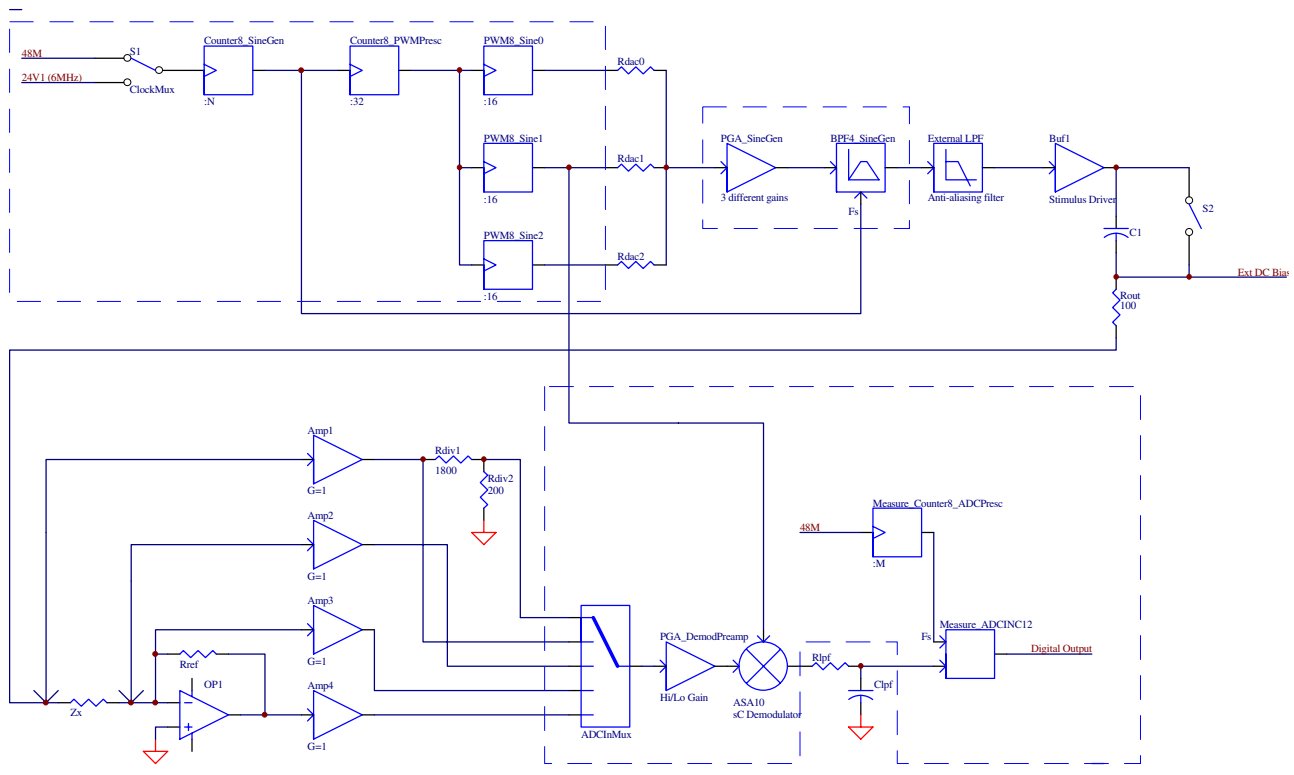 48M
24V1 (6MHz)
S1
ClockMux
Counter8_SineGen
:N
Counter8_PWMPresc
:32
PWM8_Sine0
:16
PWM8_Sine1
:16
PWM8_Sine2
:16
Rdac0
Rdac1
Rdac2
PGA_SineGen
3 different gains
BPF4_SineGen
Fs
External LPF
Anti-aliasing filter
Buf1
Stimulus Driver
C1
S2
Ext DC Bias
Rout
100
Amp1
G=1
Rdiv1
1800
Rdiv2
200
Amp2
G=1
Amp3
G=1
Rref
OP1
Zx
Amp4
G=1
ADCInMux
PGA_DemodPreamp
Hi/Lo Gain
ASA10
sC Demodulator
Rlpf
Clpf
48M
Measure_Counter8_ADCPresc
:M
Fs
Measure_ADCINC12
Digital Output